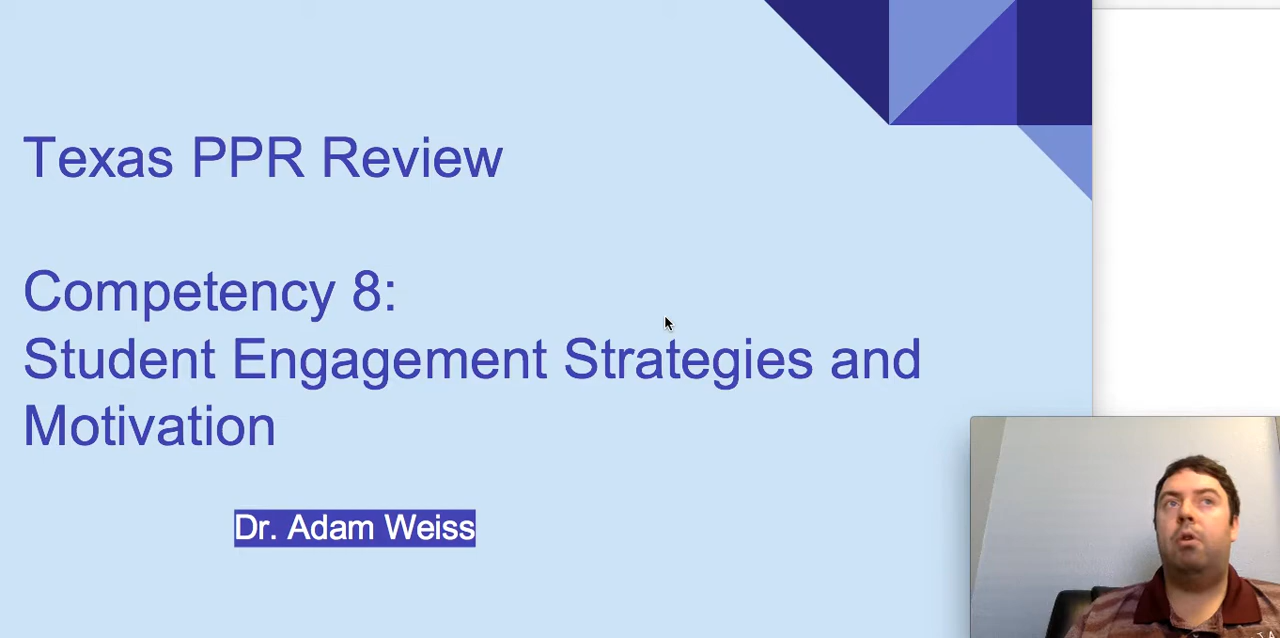 Texas PPR Review
Competency 8:
Student Engagement Strategies and
Motivation
Dr. Adam Weiss